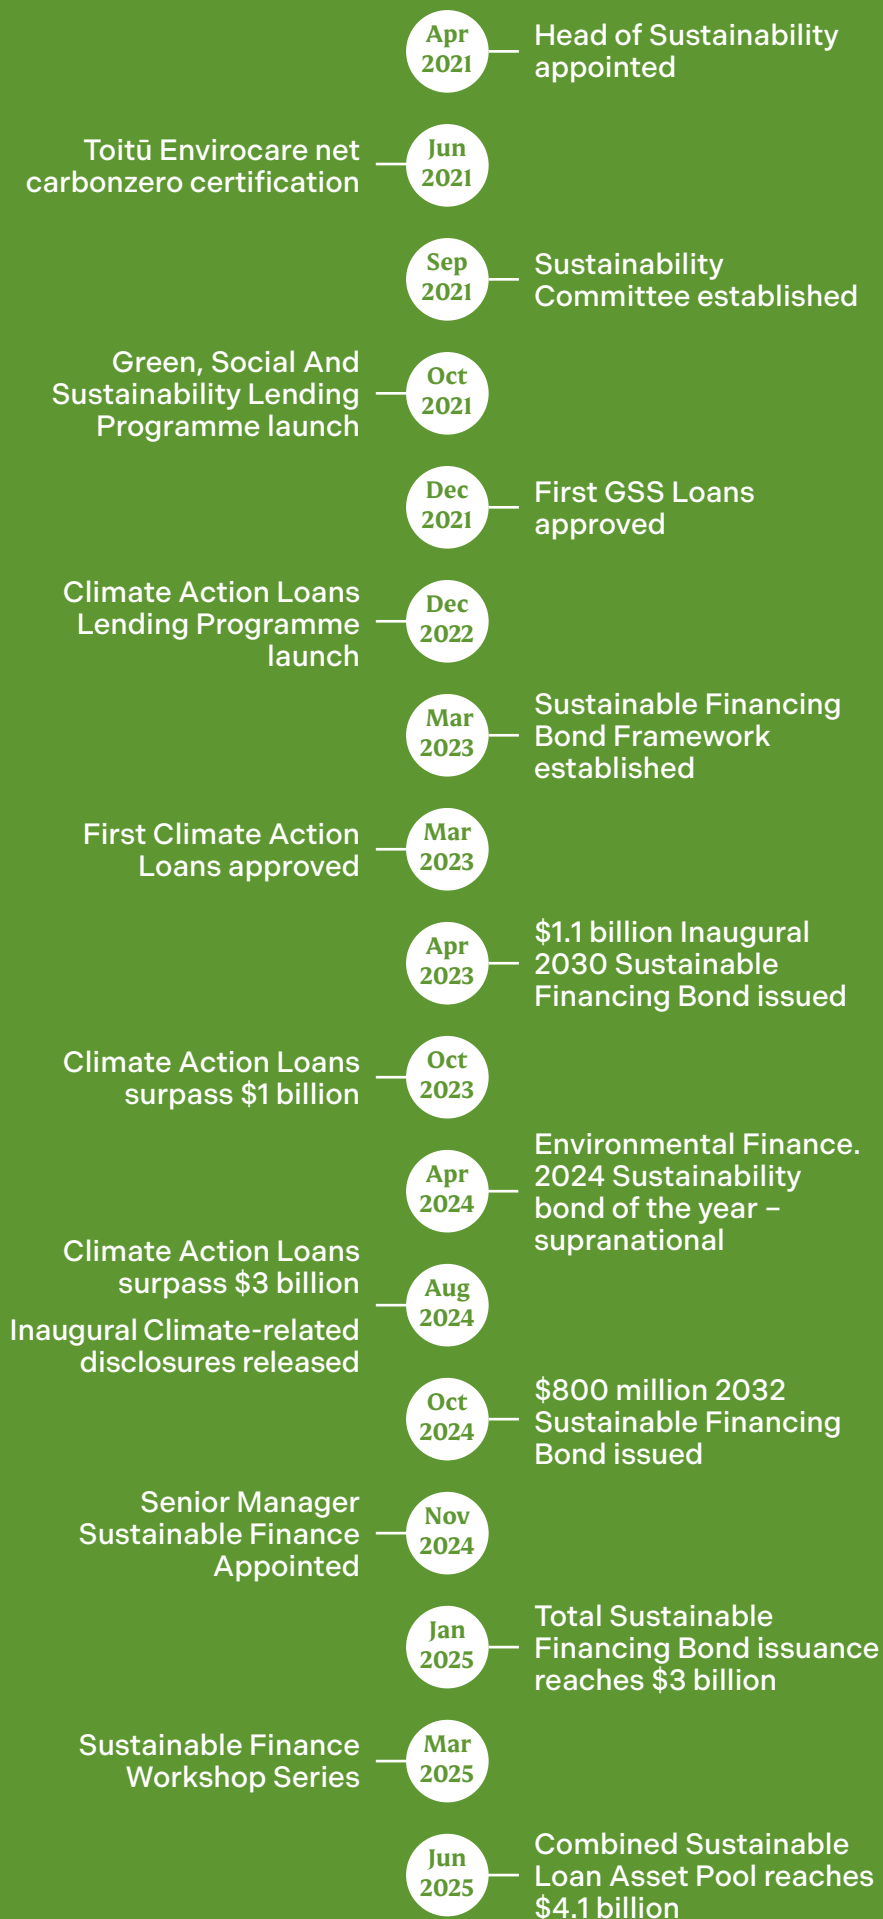 Apr
2021
Head of Sustainability
appointed
Toitū Envirocare net
carbonzero certification
Jun
2021
Sep
2021
Sustainability
Committee established
Green, Social And
Sustainability Lending
Programme launch
Oct
2021
Dec
2021
First GSS Loans
approved
Climate Action Loans
Lending Programme
launch
Dec
2022
Mar
2023
Sustainable Financing
Bond Framework
established
First Climate Action
Loans approved
Mar
2023
Apr
2023
$1.1 billion Inaugural
2030 Sustainable
Financing Bond issued
Climate Action Loans
surpass $1 billion
Oct
2023
Apr
2024
Environmental Finance.
2024 Sustainability
bond of the year –
supranational
Climate Action Loans
surpass $3 billion
Inaugural Climate-related
disclosures released
Aug
2024
Oct
2024
$800 million 2032
Sustainable Financing
Bond issued
Senior Manager
Sustainable Finance
Appointed
Nov
2024
Jan
2025
Total Sustainable
Financing Bond issuance
reaches $3 billion
Sustainable Finance
Workshop Series
Mar
2025
Jun
2025
Combined Sustainable
Loan Asset Pool reaches
$4.1 billion